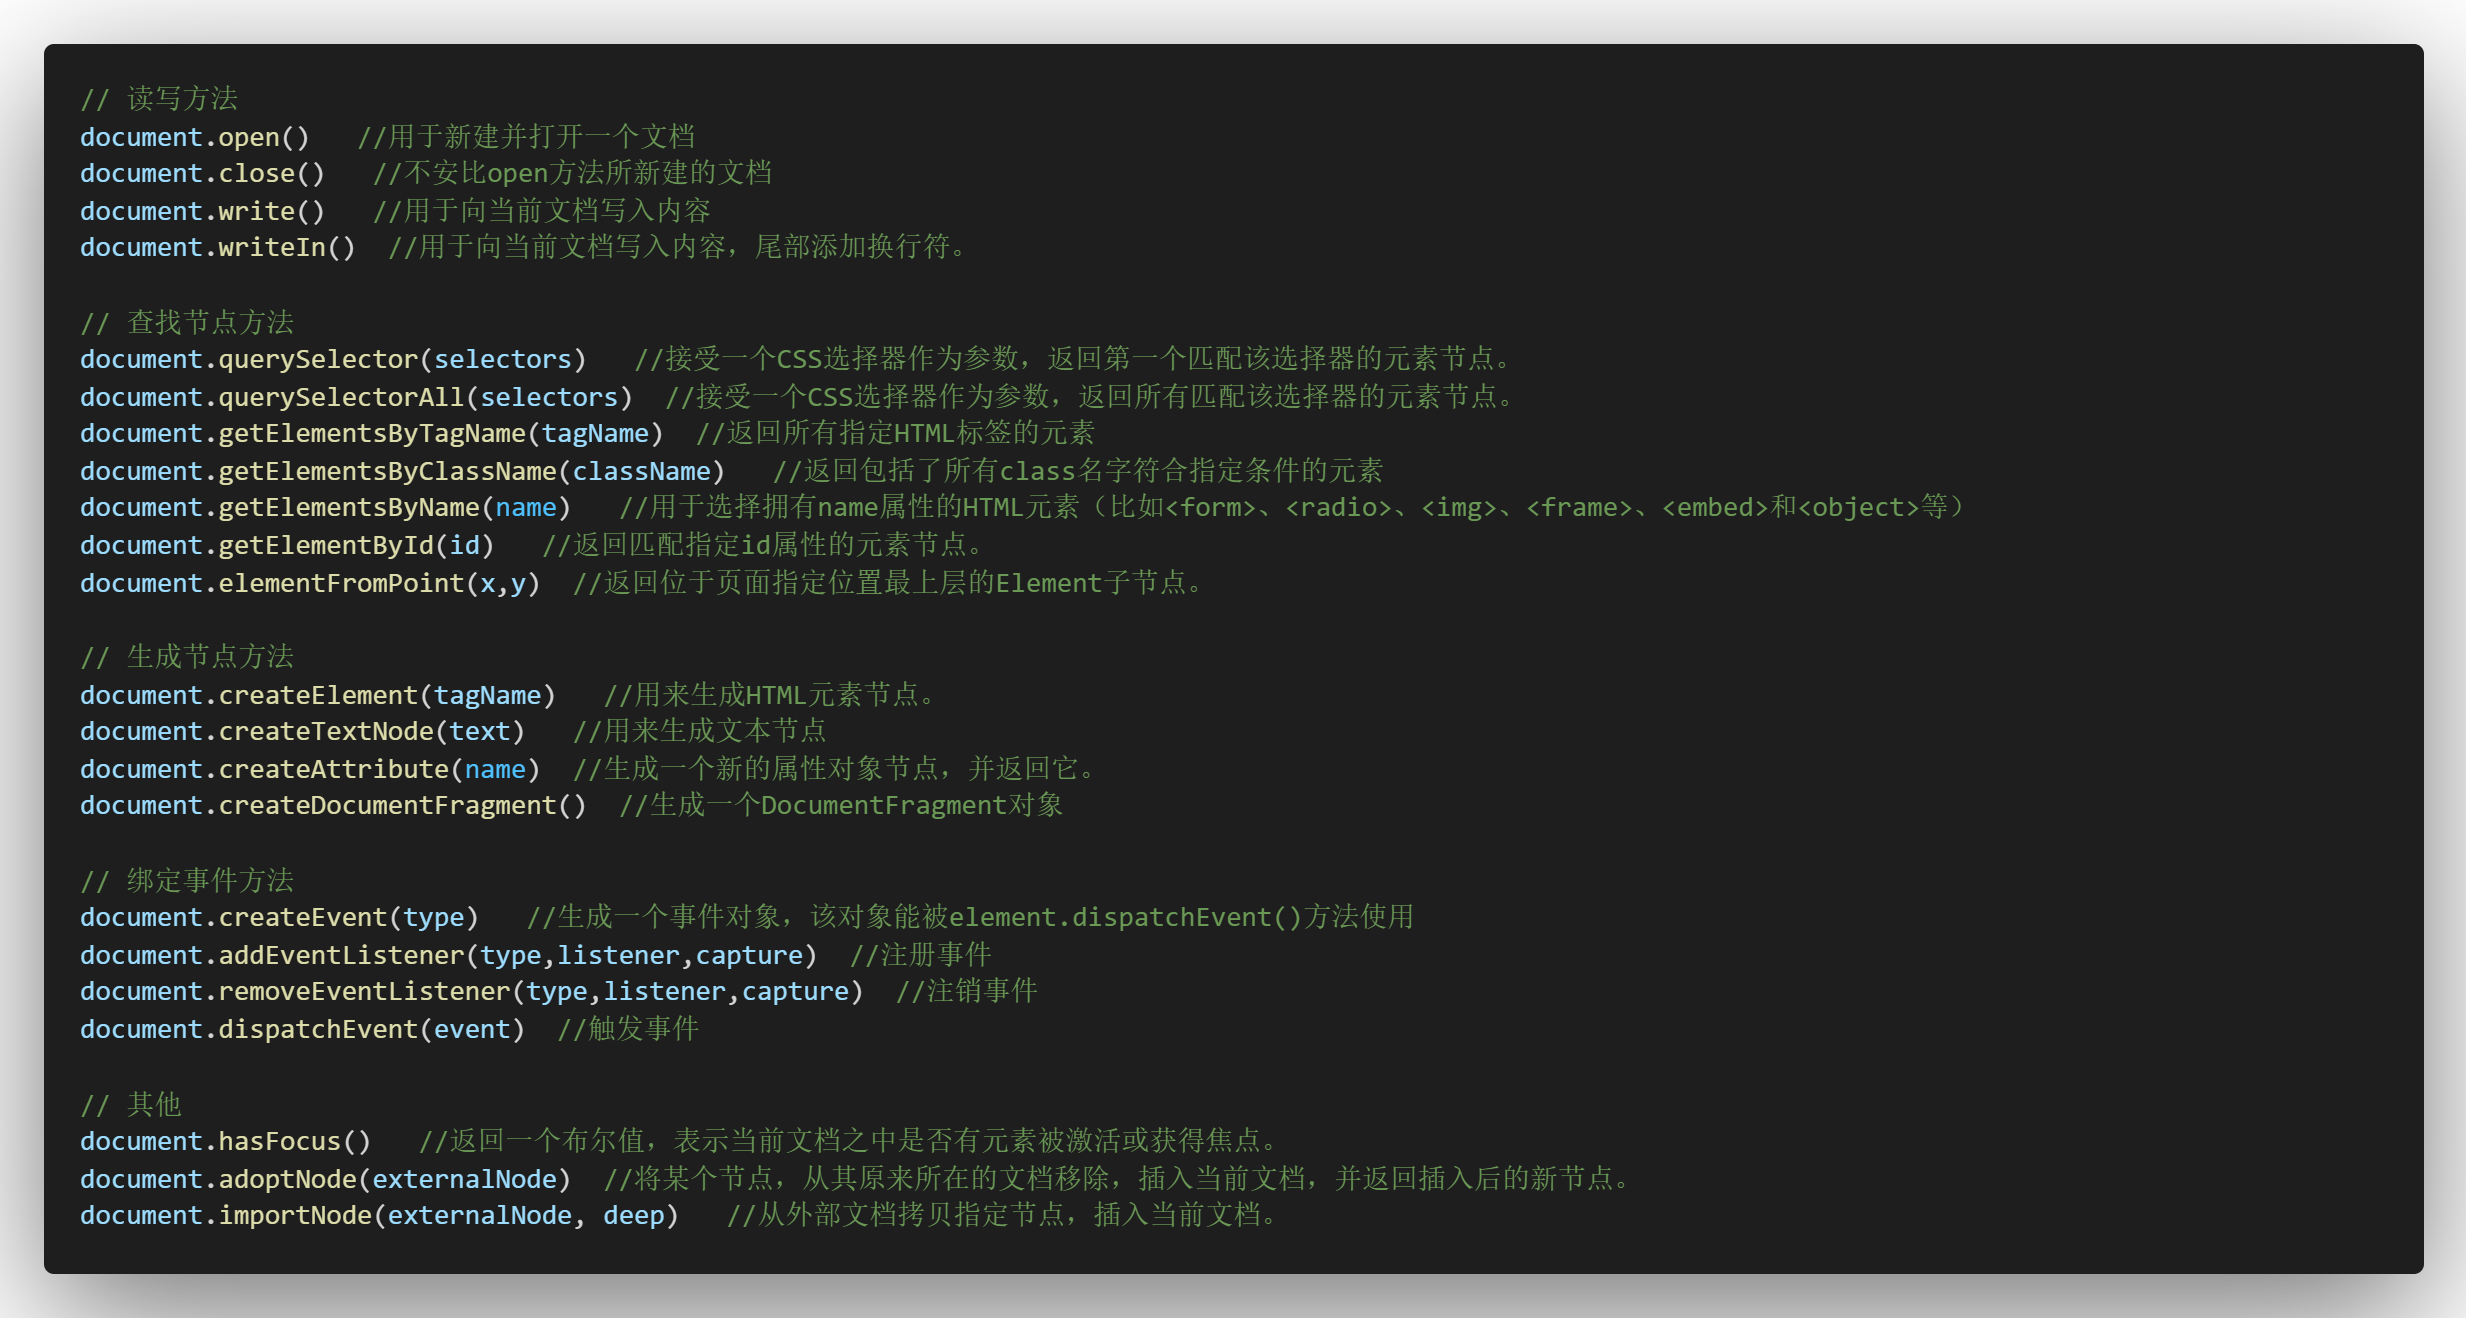 // 读写方法
document.open()   //用于新建并打开一个文档
document.close()   //不安比open方法所新建的文档
document.write()   //用于向当前文档写入内容
document.writeIn()  //用于向当前文档写入内容，尾部添加换行符。
// 查找节点方法
document.querySelector(selectors)   //接受一个CSS选择器作为参数，返回第一个匹配该选择器的元素节点。
document.querySelectorAll(selectors)  //接受一个CSS选择器作为参数，返回所有匹配该选择器的元素节点。
document.getElementsByTagName(tagName)  //返回所有指定HTML标签的元素
document.getElementsByClassName(className)   //返回包括了所有class名字符合指定条件的元素
document.getElementsByName(name)   //用于选择拥有name属性的HTML元素（比如<form>、<radio>、<img>、<frame>、<embed>和<object>等）
document.getElementById(id)   //返回匹配指定id属性的元素节点。
document.elementFromPoint(x,y)  //返回位于页面指定位置最上层的Element子节点。
// 生成节点方法
document.createElement(tagName)   //用来生成HTML元素节点。
document.createTextNode(text)   //用来生成文本节点
document.createAttribute(name)  //生成一个新的属性对象节点，并返回它。
document.createDocumentFragment()  //生成一个DocumentFragment对象
// 绑定事件方法
document.createEvent(type)   //生成一个事件对象，该对象能被element.dispatchEvent()方法使用
document.addEventListener(type,listener,capture)  //注册事件
document.removeEventListener(type,listener,capture)  //注销事件
document.dispatchEvent(event)  //触发事件
// 其他
document.hasFocus()   //返回一个布尔值，表示当前文档之中是否有元素被激活或获得焦点。
document.adoptNode(externalNode)  //将某个节点，从其原来所在的文档移除，插入当前文档，并返回插入后的新节点。
document.importNode(externalNode, deep)   //从外部文档拷贝指定节点，插入当前文档。